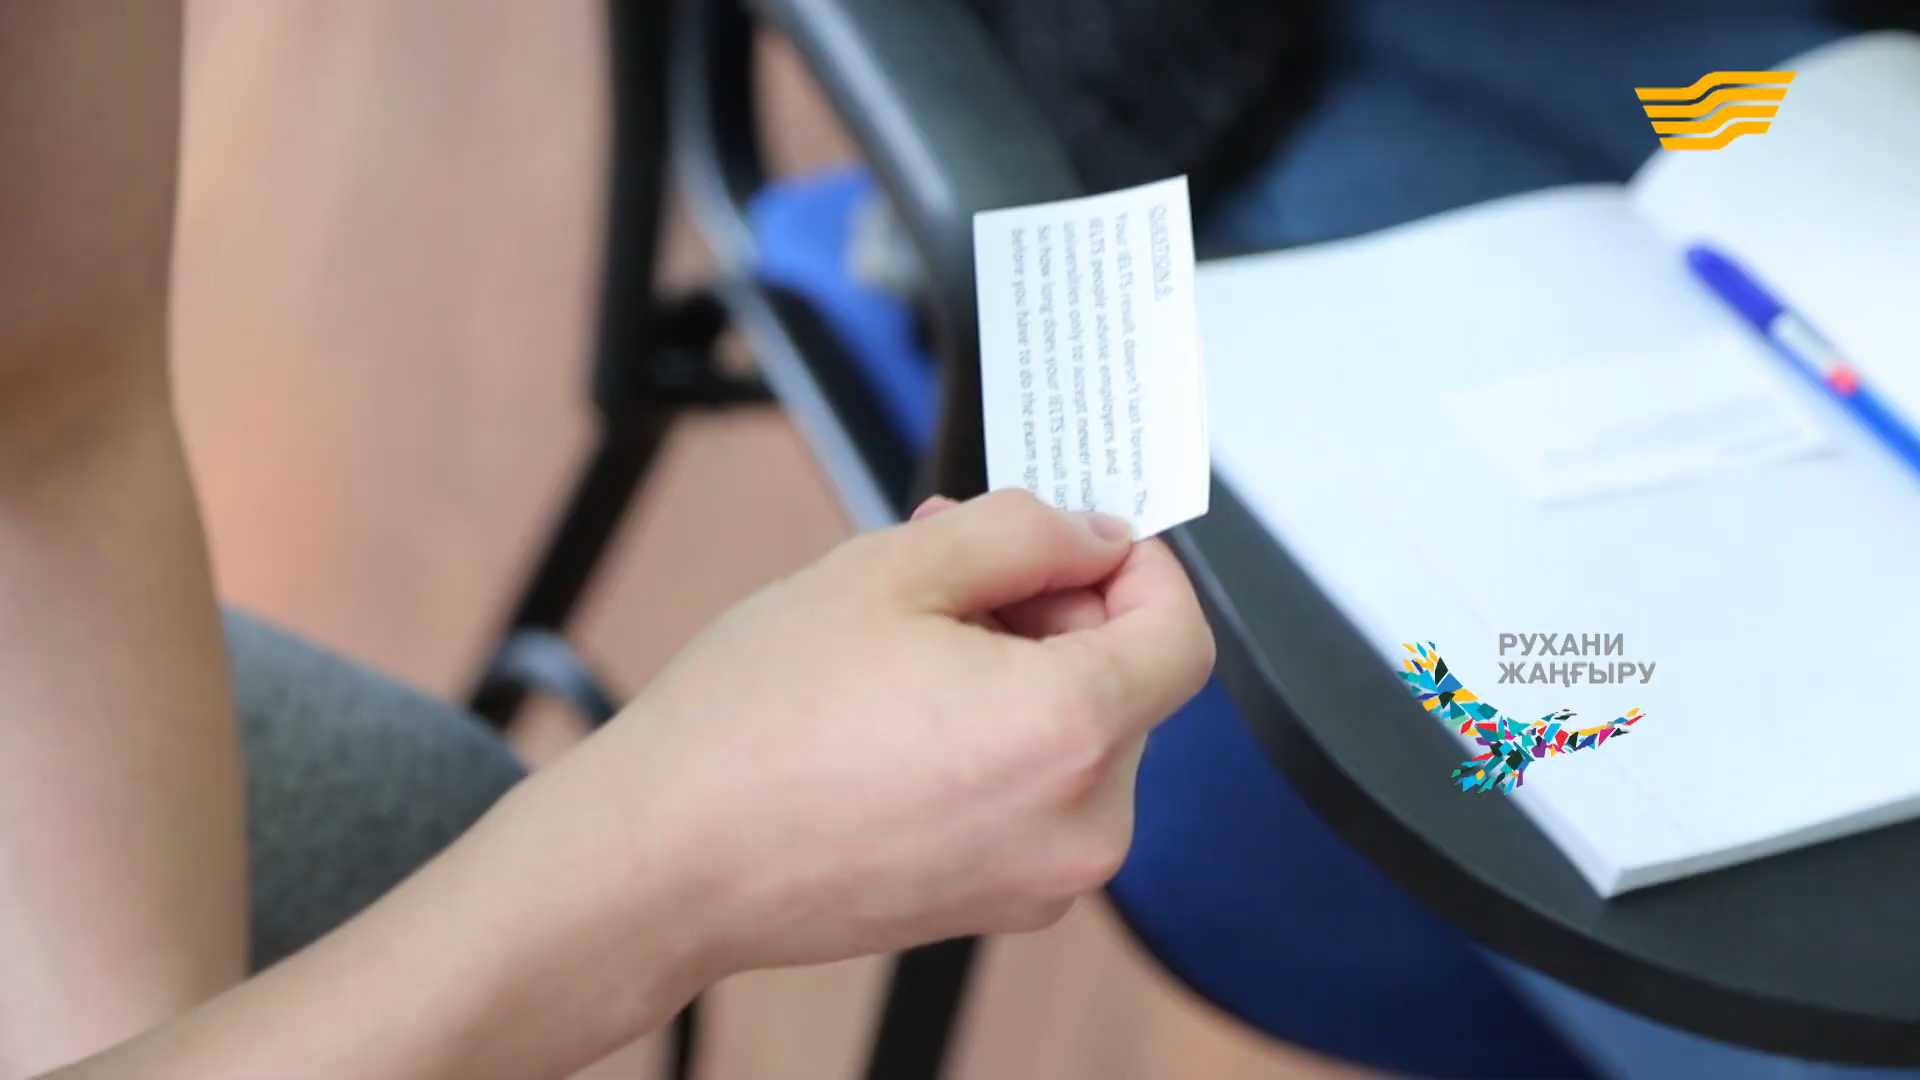 QUESTION 5:
Your IELTS result doesn't last forever. The
IELTS people advise employers and
universities only to accept newer
So how long does your IELTS result
before you have to do the exam
РУХАНИ
ЖАҢҒЫРУ